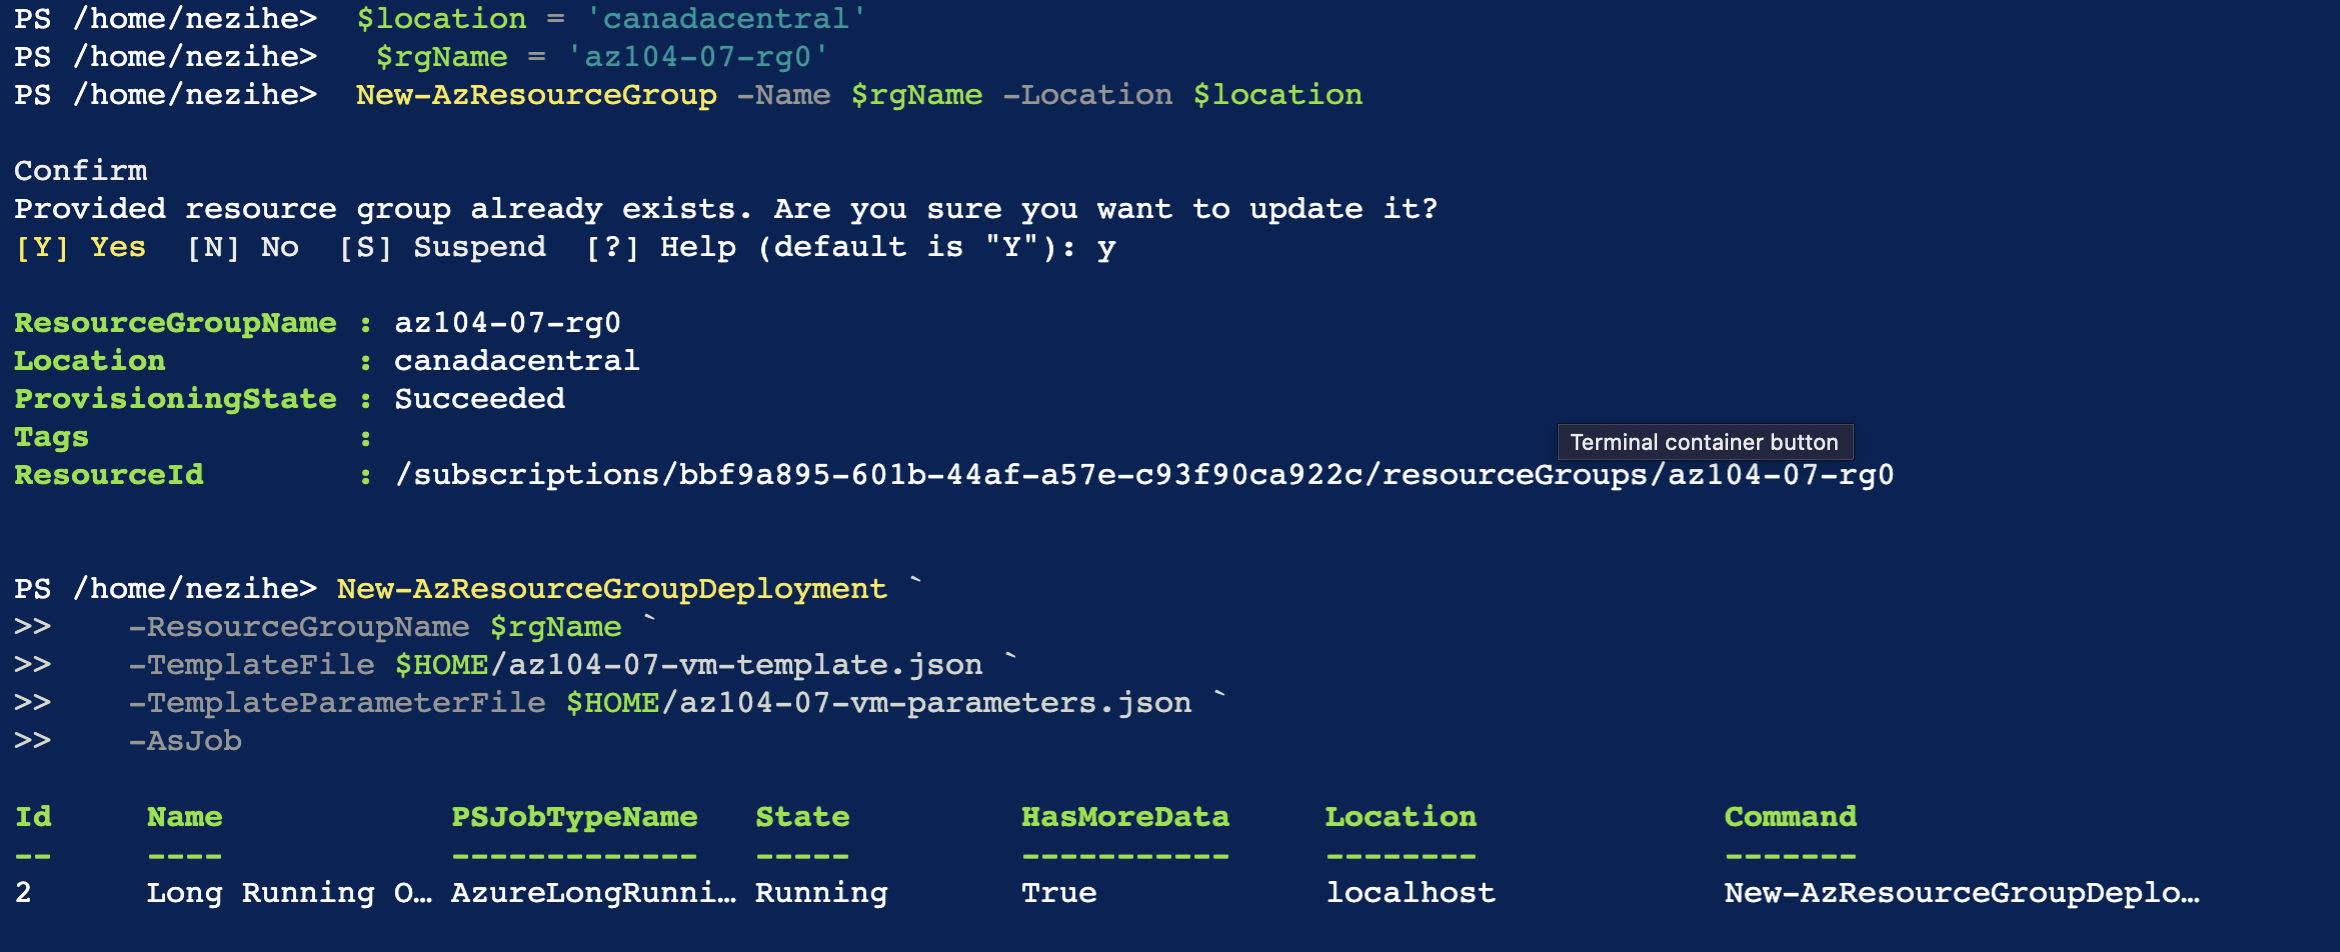 PS /home/nezihe>  $location = 'canadacentral'
PS /home/nezihe>   $rgName = 'az104-07-rg0'
PS /home/nezihe>  New-AzResourceGroup -Name $rgName -Location $location
Confirm
Provided resource group already exists. Are you sure you want to update it?
[Y] Yes  [N] No  [S] Suspend  [?] Help (default is "Y"): y
ResourceGroupName : az104-07-rg0
Location          : canadacentral
ProvisioningState : Succeeded
Tags              :
Terminal container button
ResourceId        : /subscriptions/bbf9a895-601b-44af-a57e-c93f90ca922c/resourceGroups/az104-07-rg0
PS /home/nezihe> New-AzResourceGroupDeployment `
>>    -ResourceGroupName $rgName `
>>    -TemplateFile $HOME/az104-07-vm-template.json `
>>    -TemplateParameterFile $HOME/az104-07-vm-parameters.json `
>>    -AsJob
Id     Name            PSJobTypeName   State         HasMoreData     Location             Command
--     ----            -------------   -----         -----------     --------             -------
2      Long Running O… AzureLongRunni… Running       True            localhost            New-AzResourceGroupDeplo…